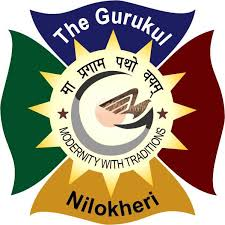 The Gurukul
मा प्रगाम पथो वयम्
MODERNITY WITH TRADITIONS
Nilokheri